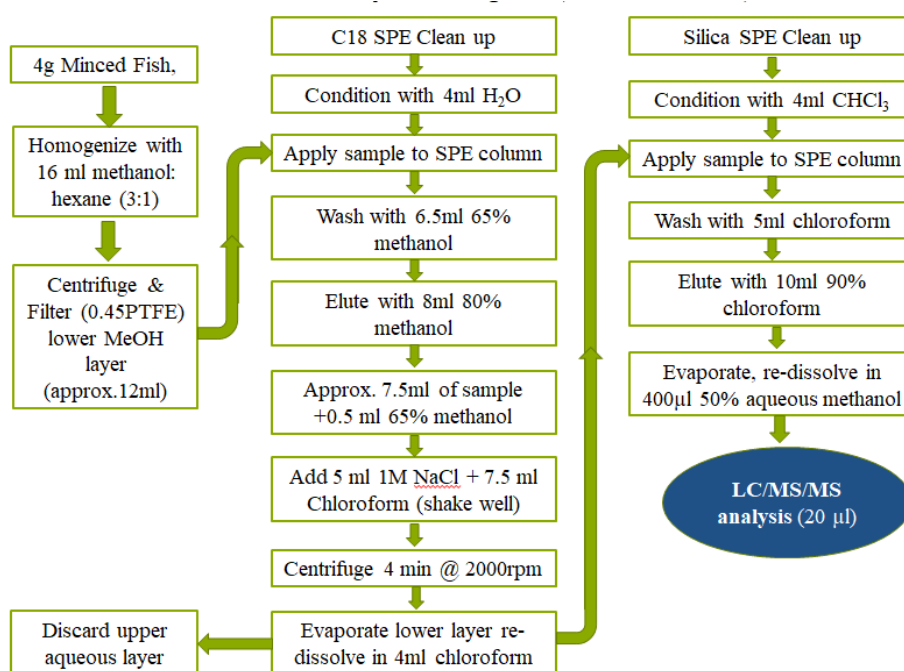 4g Minced Fish,
Homogenize with
16 ml methanol:
hexane (3:1)
Centrifuge &
Filter (0.45PTFE)
lower MeOH
layer
(approx.12ml)
C18 SPE Clean up
Condition with 4ml H₂O
Apply sample to SPE column
Wash with 6.5ml 65%
methanol
Elute with 8ml 80%
methanol
Approx. 7.5ml of sample
+0.5 ml 65% methanol
Add 5 ml 1M NaCl + 7.5 ml
Chloroform (shake well)
Centrifuge 4 min @ 2000rpm
Evaporate lower layer re-
dissolve in 4ml chloroform
Discard upper
aqueous layer
Silica SPE Clean up
Condition with 4ml CHCl₃
Apply sample to SPE column
Wash with 5ml chloroform
Elute with 10ml 90%
chloroform
Evaporate, re-dissolve in
400µl 50% aqueous methanol
LC/MS/MS
analysis (20 µl)